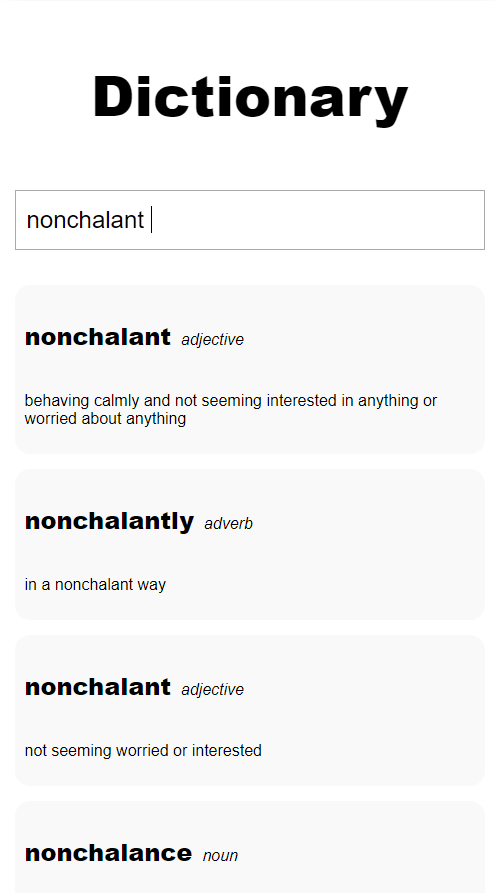 Dictionary
nonchalant
nonchalant adjective
behaving calmly and not seeming interested in anything or
worried about anything
nonchalantly adverb
in a nonchalant way
nonchalant adjective
not seeming worried or interested
nonchalance noun